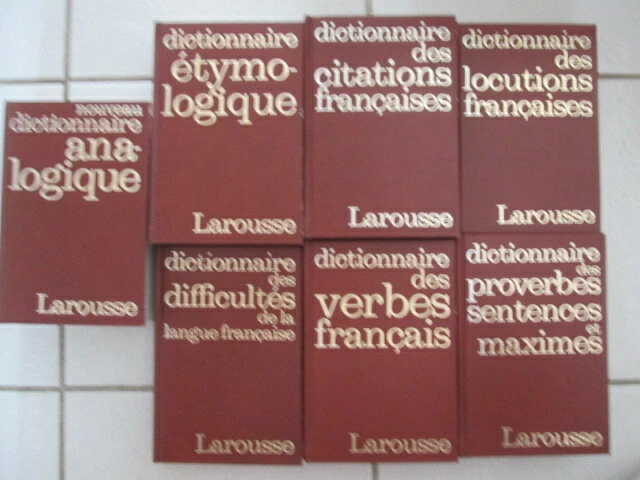 nouveau
dictionnaire
ana-
logique
Larousse
dictionnaire
étymo-
logique
Larousse
dictionnaire
des
citations
françaises
Larousse
dictionnaire
des
locutions
françaises
Larousse
dictionnaire
des
difficultés
de la
langue française
Larousse
dictionnaire
des
verbes
français
Larousse
dictionnaire
des
proverbes
sentences
et
maximes
Larousse